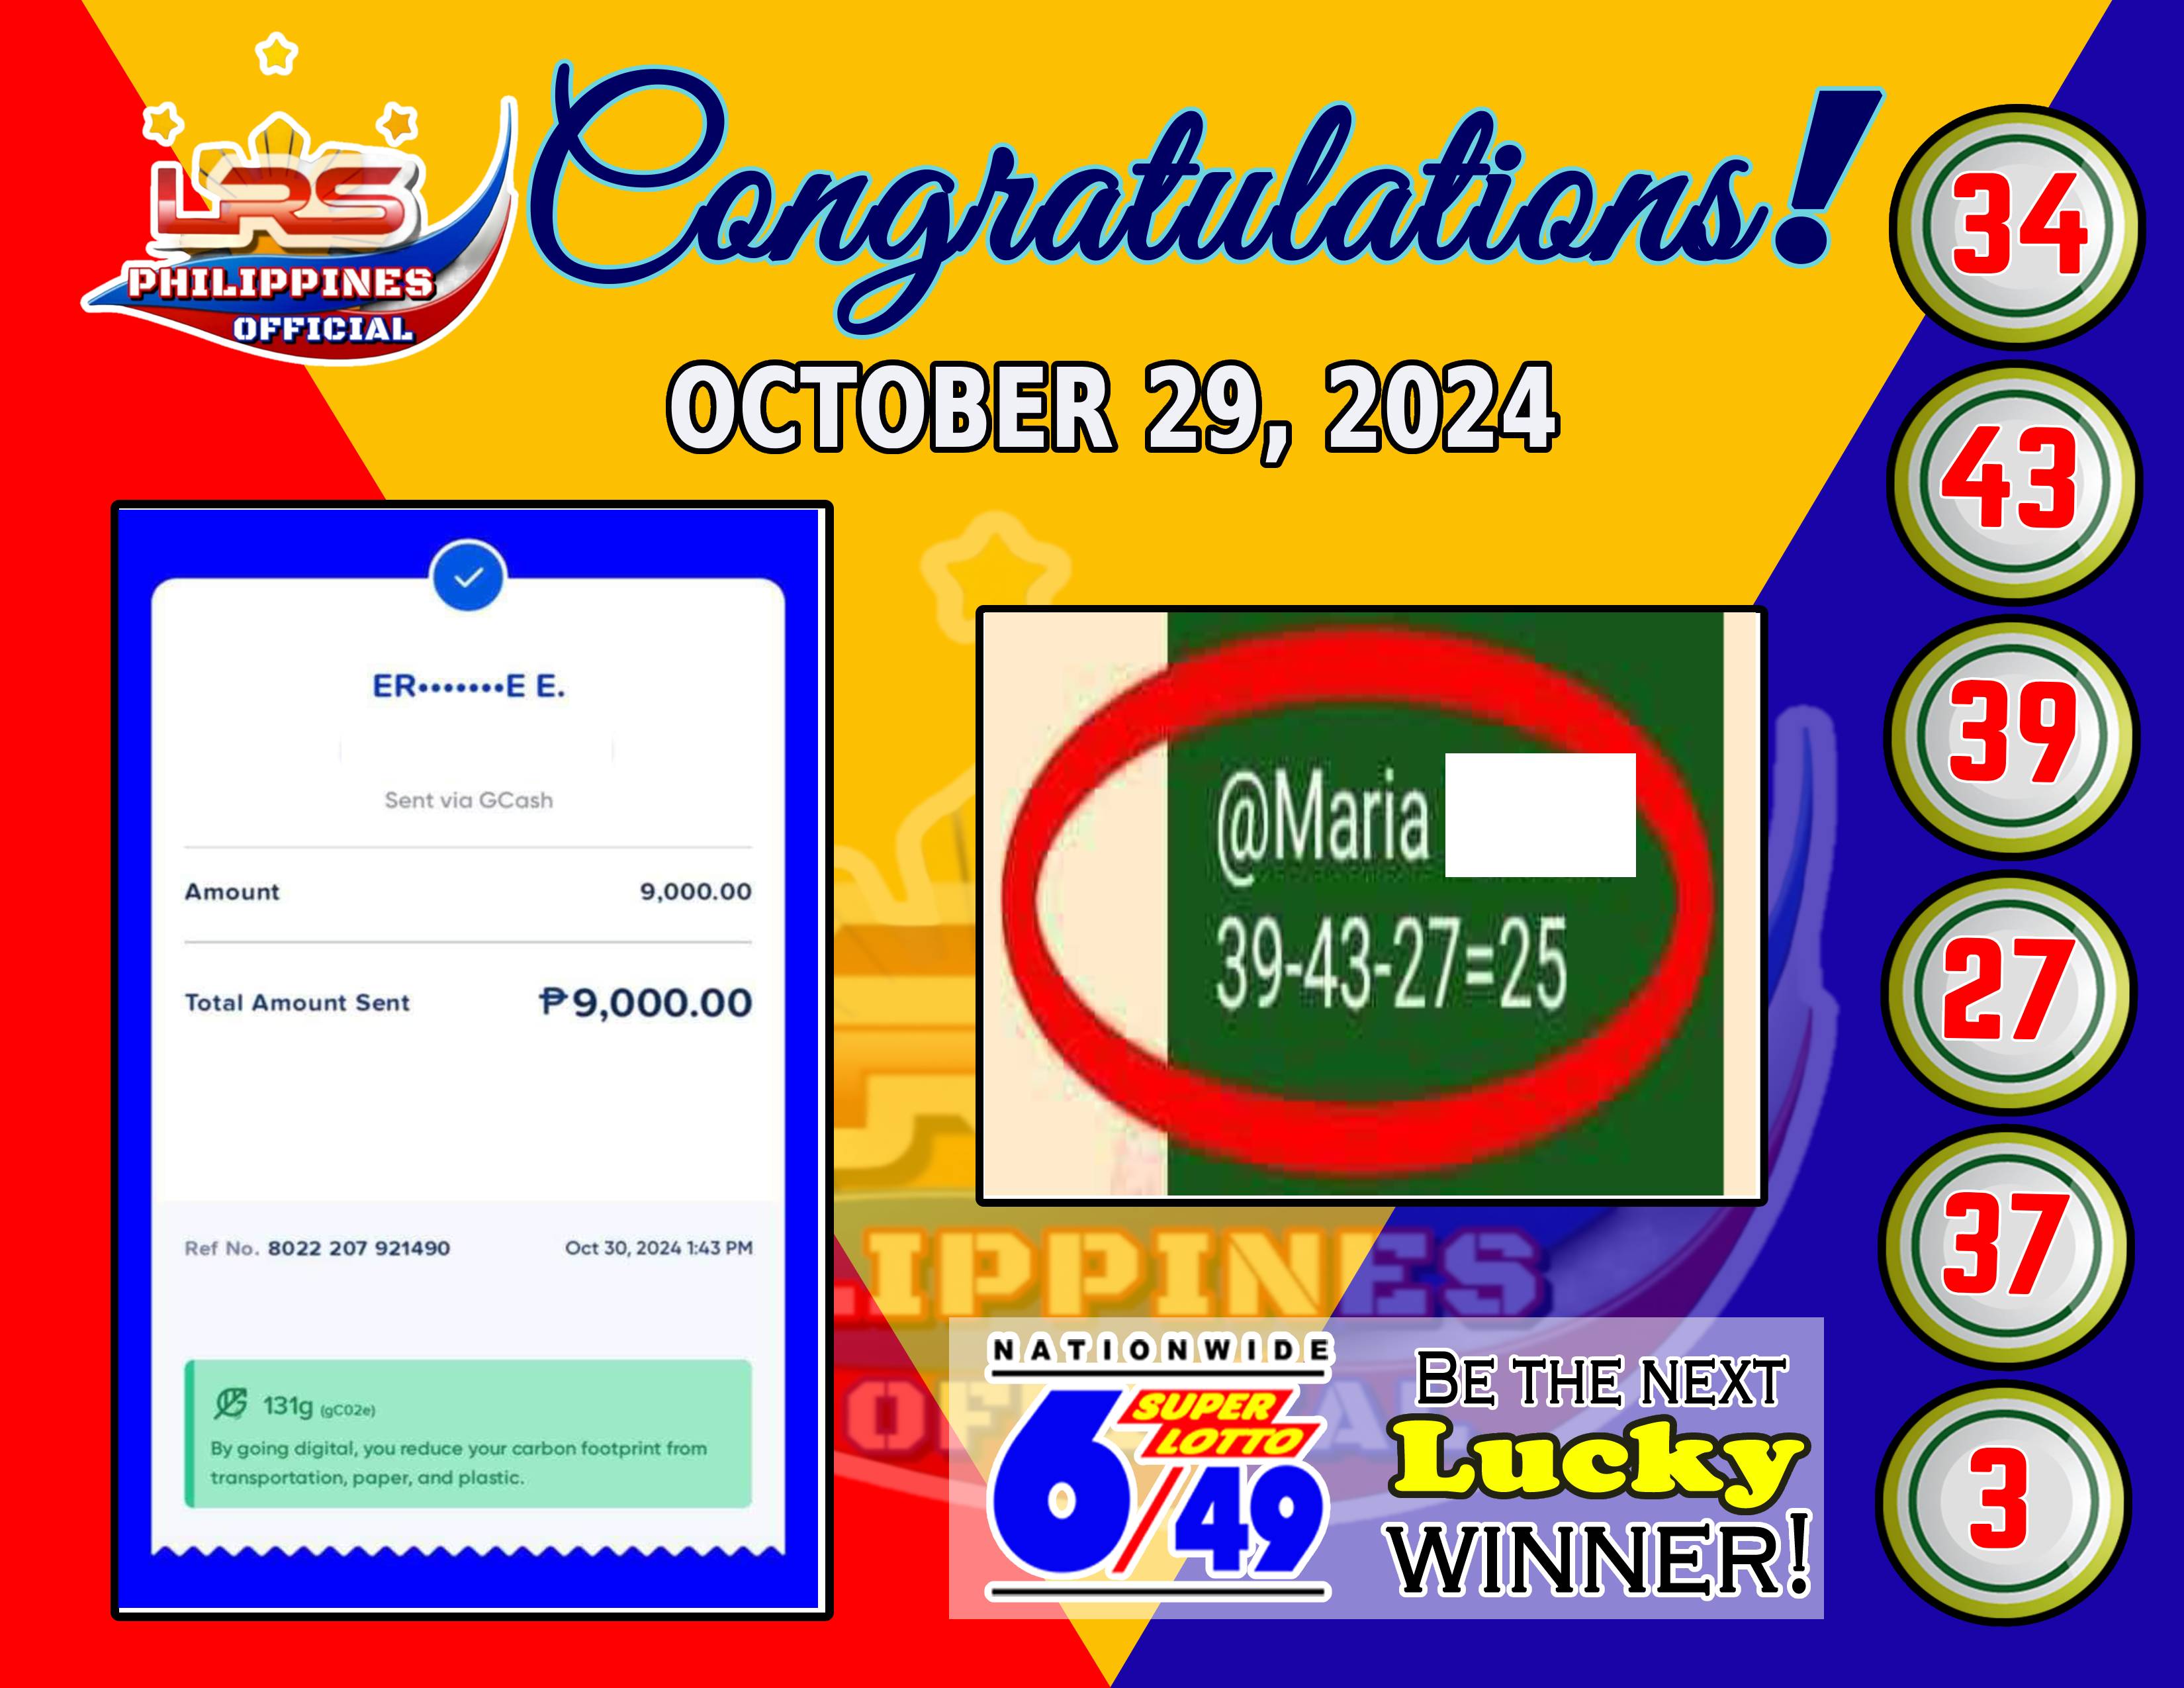 LRS
PHILIPPINES
OFFICIAL
Congratulations!
OCTOBER 29, 2024
ER•••••••E E.
Sent via GCash
Amount 9,000.00
Total Amount Sent ₱9,000.00
Ref No. 8022 207 921490 Oct 30, 2024 1:43 PM
131g (gCO2e)
By going digital, you reduce your carbon footprint from
transportation, paper, and plastic.
@Maria
39-43-27=25
NATIONWIDE
SUPER
LOTTO
6/49
BE THE NEXT
Lucky
WINNER!
34
43
39
27
37
3